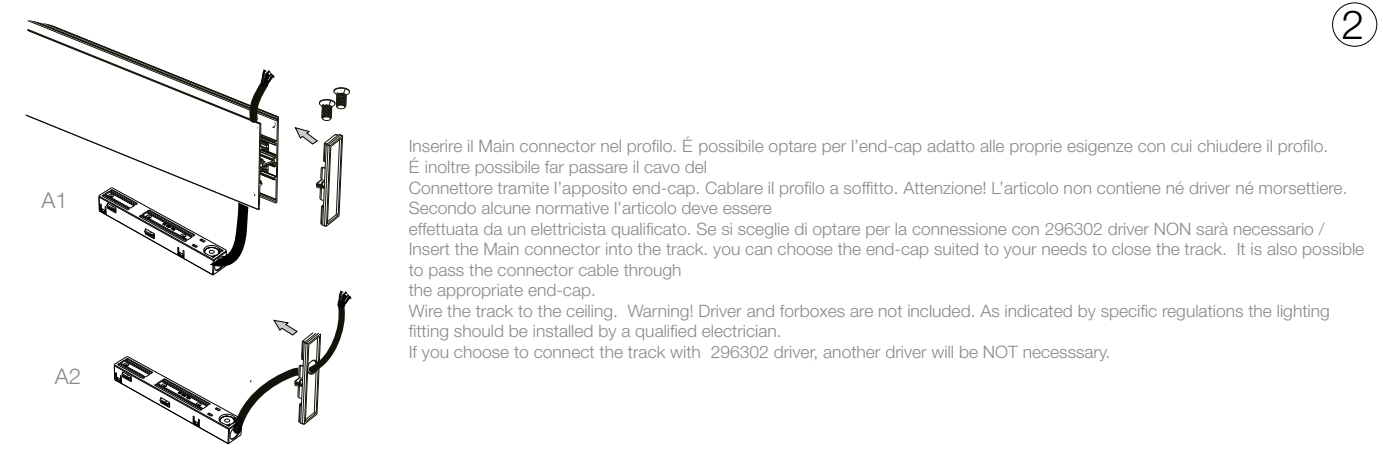 2
Inserire il Main connector nel profilo. É possibile optare per l'end-cap adatto alle proprie esigenze con cui chiudere il profilo.
É inoltre possibile far passare il cavo del
Connettore tramite l'apposito end-cap. Cablare il profilo a soffitto. Attenzione! L'articolo non contiene né driver né morsettiere.
Secondo alcune normative l'articolo deve essere
effettuata da un elettricista qualificato. Se si sceglie di optare per la connessione con 296302 driver NON sarà necessario /
Insert the Main connector into the track. you can choose the end-cap suited to your needs to close the track.  It is also possible
to pass the connector cable through
the appropriate end-cap.
Wire the track to the ceiling.  Warning! Driver and forboxes are not included. As indicated by specific regulations the lighting
fitting should be installed by a qualified electrician.
If you choose to connect the track with  296302 driver, another driver will be NOT necesssary.
A1
A2